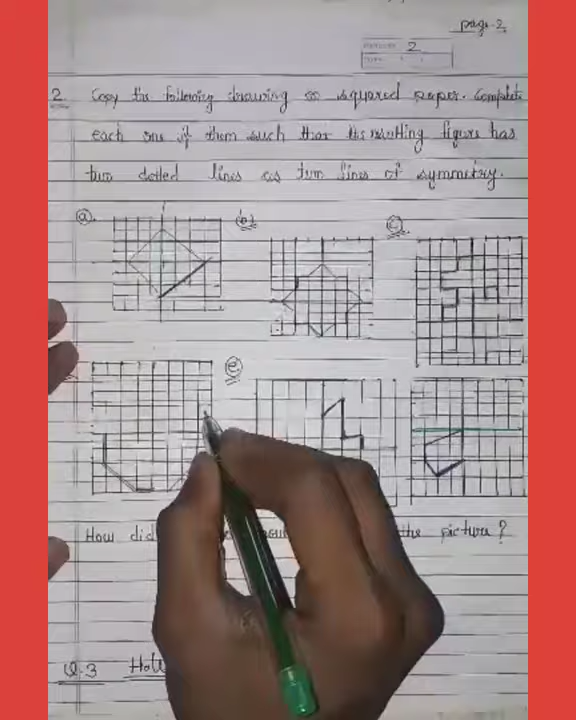 page-2
2
2. Copy the following drawing on squared paper. Complete
each one of them such that the resulting figure has
two dotted lines as two lines of symmetry.
(a)
(b)
(c)
(e)
How did
the picture?
Q.3